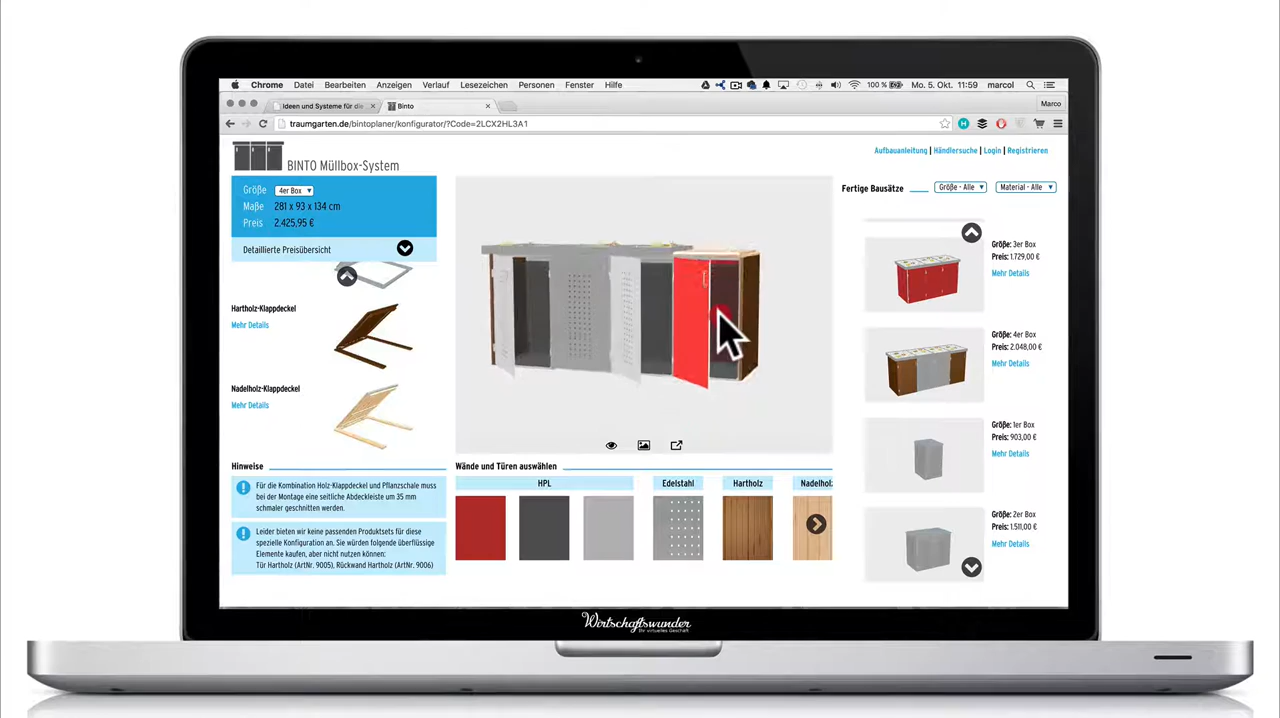 Chrome Datei Bearbeiten Anzeigen Verlauf Lesezeichen Personen Fenster Hilfe
100 % Mo. 5. Okt. 11:59 marcol
Ideen und Systeme für die
Binto
Marco
traumgarten.de/bintoplaner/konfigurator/?Code=2LCX2HL3A1
BINTO Müllbox-System
Aufbauanleitung | Händlersuche | Login | Registrieren
Größe 4er Box
Maße 281 x 93 x 134 cm
Preis 2.425,95 €
Detaillierte Preisübersicht
Hartholz-Klappdeckel
Mehr Details
Nadelholz-Klappdeckel
Mehr Details
Hinweise
Für die Kombination Holz-Klappdeckel und Pflanzschale muss
bei der Montage eine seitliche Abdeckleiste um 35 mm
schmaler geschnitten werden.
Leider bieten wir keine passenden Produktsets für diese
spezielle Konfiguration an. Sie würden folgende überflüssige
Elemente kaufen, aber nicht nutzen können:
Tür Hartholz (ArtNr. 9005), Rückwand Hartholz (ArtNr. 9006)
Wände und Türen auswählen
HPL Edelstahl Hartholz Nadelhol
Fertige Bausätze Größe - Alle Material - Alle
Größe: 3er Box
Preis: 1.729,00 €
Mehr Details
Größe: 4er Box
Preis: 2.048,00 €
Mehr Details
Größe: 1er Box
Preis: 903,00 €
Mehr Details
Größe: 2er Box
Preis: 1.511,00 €
Mehr Details
Wirtschaftswunder
Ihr virtuelles Geschäft